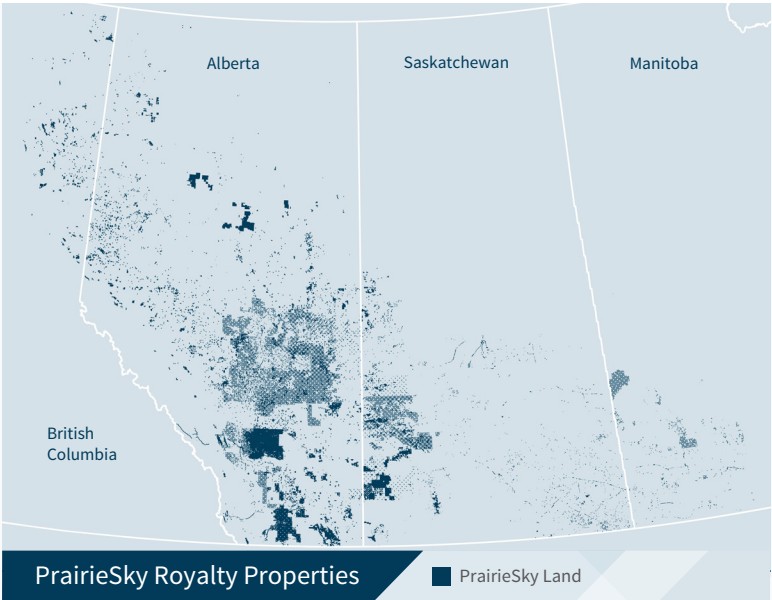 Alberta
Saskatchewan
Manitoba
British
Columbia
PrairieSky Royalty Properties
PrairieSky Land